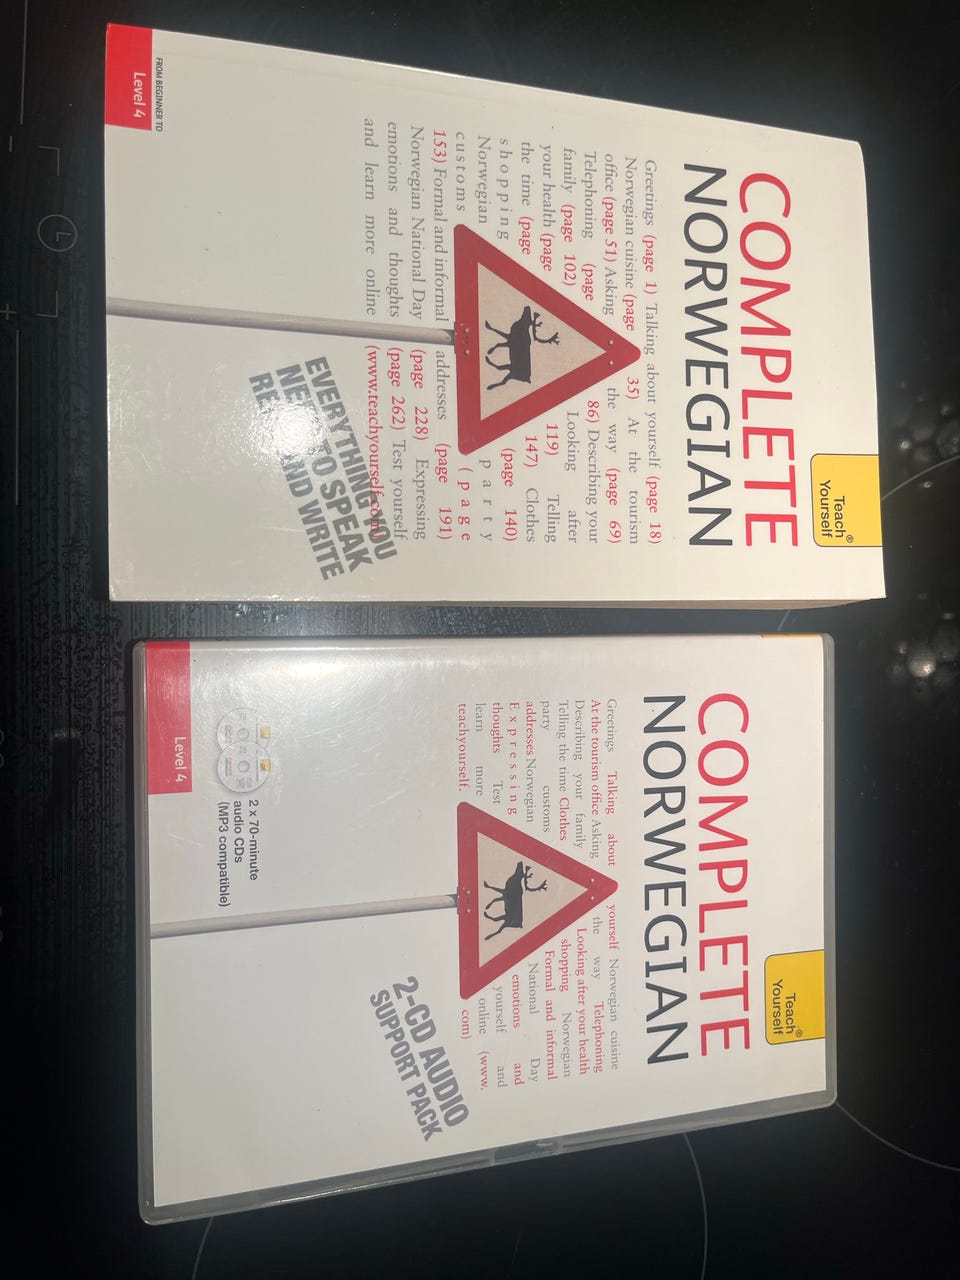 Teach®
Yourself
COMPLETE
NORWEGIAN
Greetings (page 1) Talking about yourself (page 18)
Norwegian cuisine (page 35) At the tourism
office (page 51) Asking the way (page 69)
Telephoning (page 86) Describing your
family (page 102) Looking after
your health (page 119) Telling
the time (page 147) Clothes
shopping (page 140)
Norwegian party
customs (page
153) Formal and informal addresses (page 191)
Norwegian National Day (page 228) Expressing
emotions and thoughts (page 262) Test yourself
and learn more online (www.teachyourself.com)
EVERYTHING YOU
NEED TO SPEAK
READ AND WRITE
FROM BEGINNER TO
Level 4
Teach®
Yourself
COMPLETE
NORWEGIAN
Greetings Talking about yourself Norwegian cuisine
At the tourism office Asking the way Telephoning
Describing your family Looking after your health
Telling the time Clothes shopping Norwegian
party customs Formal and informal
addresses Norwegian National Day
Expressing emotions and
thoughts Test yourself and
learn more online (www.
teachyourself. com)
2-CD AUDIO
SUPPORT PACK
2 x 70-minute
audio CDs
(MP3 compatible)
Level 4